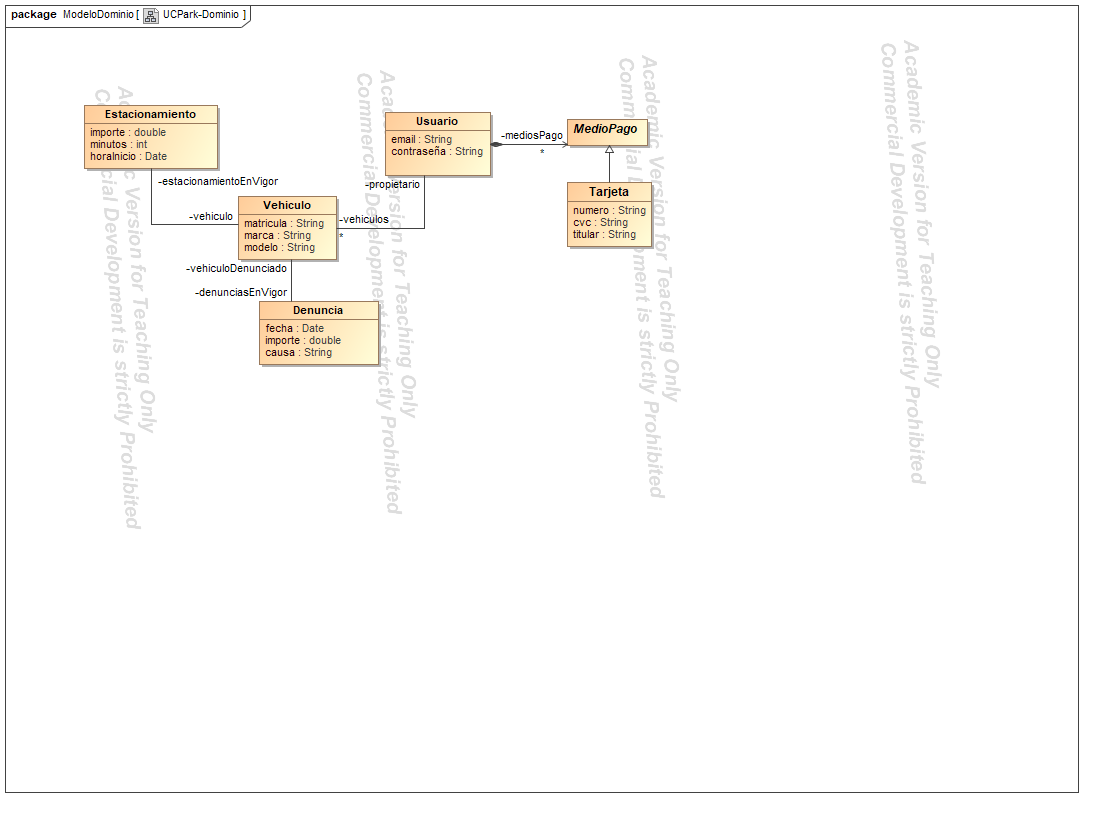 package ModeloDominio [ UCPark-Dominio ]
Estacionamiento
importe : double
minutos : int
horaInicio : Date
-estacionamientoEnVigor
-vehiculo
Vehiculo
matricula : String
marca : String
modelo : String
-vehiculos
*
-propietario
Usuario
email : String
contraseña : String
-mediosPago
*
MedioPago
Tarjeta
numero : String
cvc : String
titular : String
-vehiculoDenunciado
-denunciasEnVigor
Denuncia
fecha : Date
importe : double
causa : String
Academic Version for Teaching Only
Commercial Development is strictly Prohibited
Academic Version for Teaching Only
Commercial Development is strictly Prohibited
Academic Version for Teaching Only
Commercial Development is strictly Prohibited
Academic Version for Teaching Only
Commercial Development is strictly Prohibited